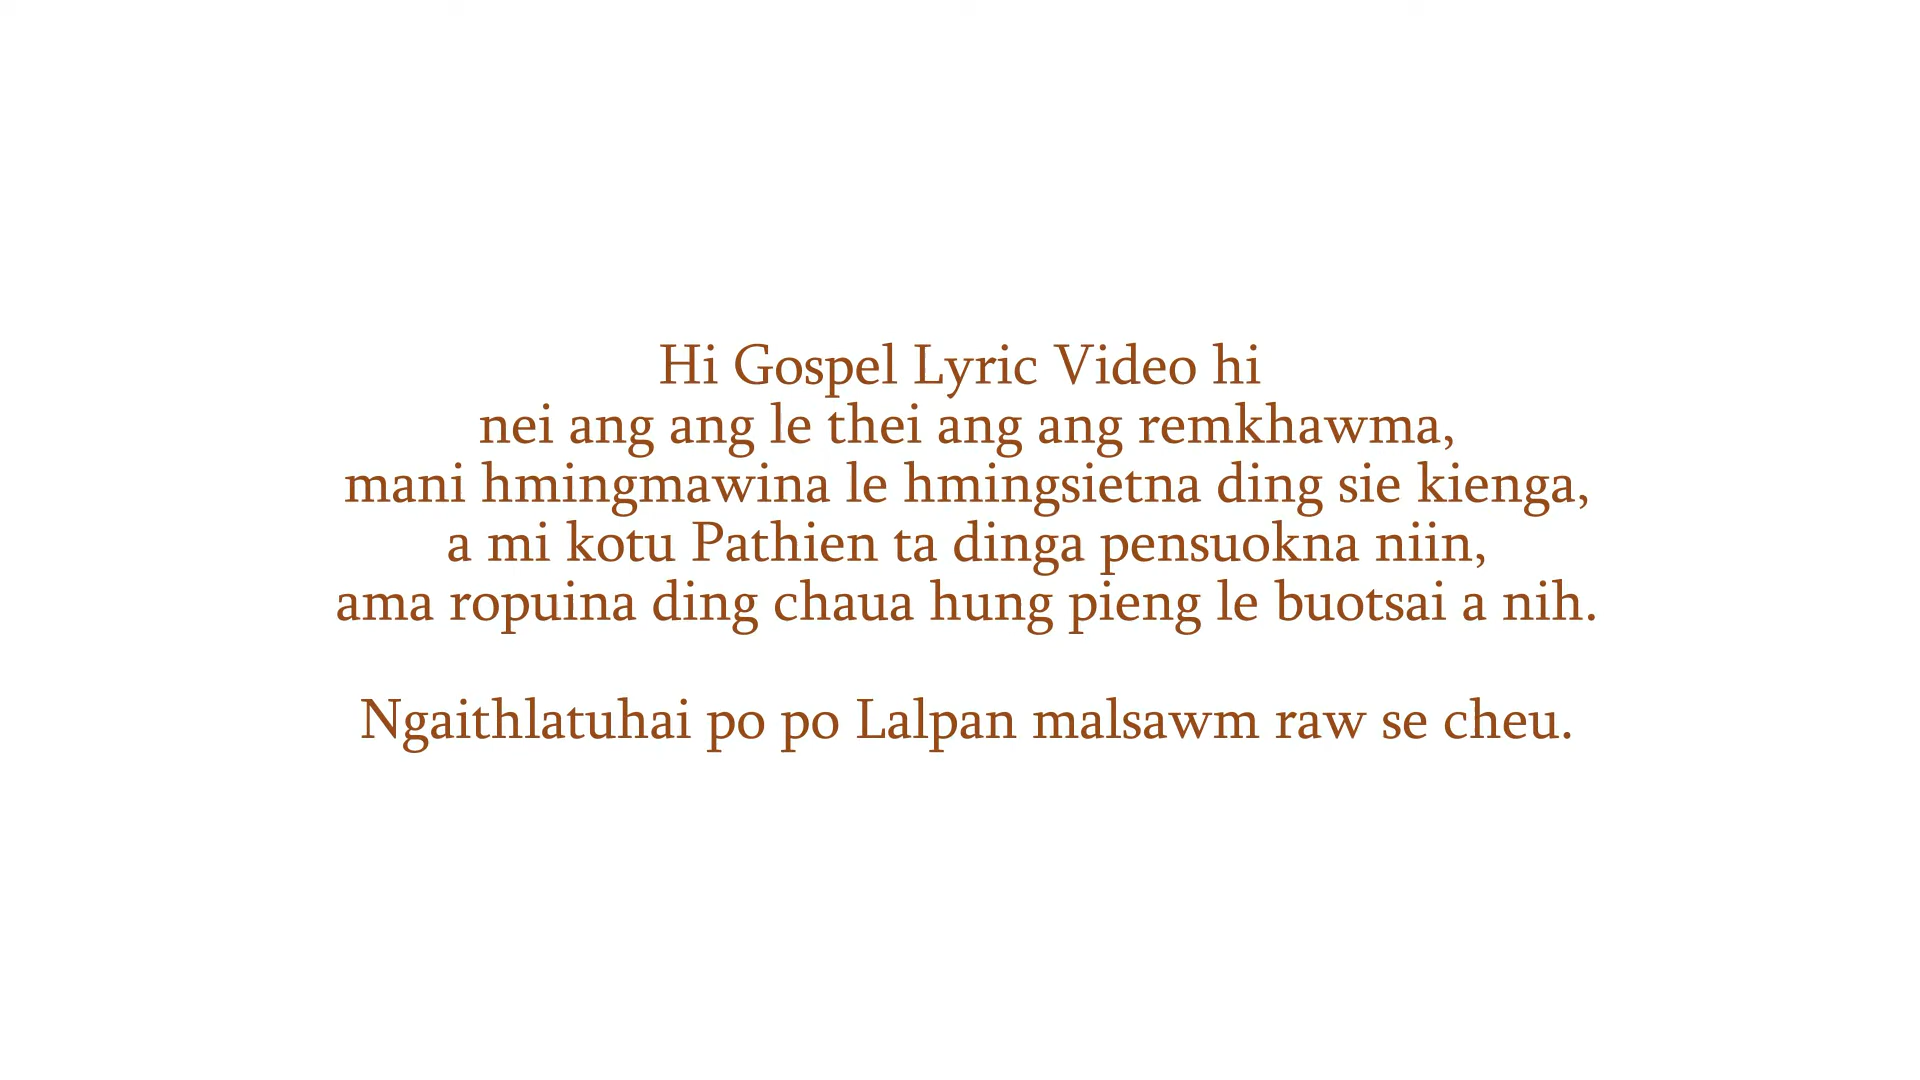 Hi Gospel Lyric Video hi
nei ang ang le thei ang ang remkhawma,
mani hmingmawina le hmingsietna ding sie kienga,
a mi kotu Pathien ta dinga pensuokna niin,
ama ropuina ding chaua hung pieng le buotsai a nih.
Ngaithlatuhai po po Lalpan malsawm raw se cheu.